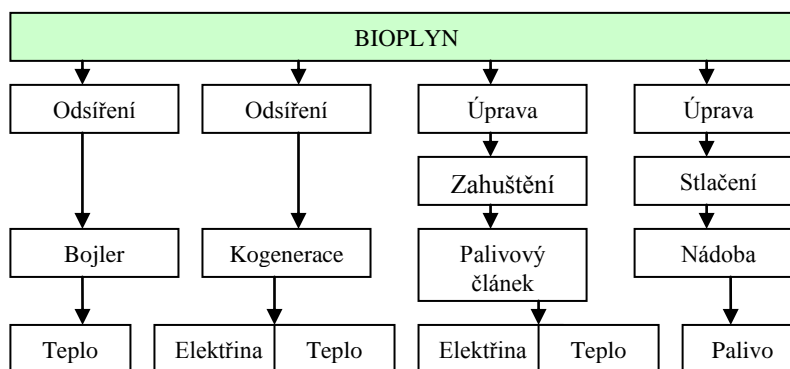 BIOPLYN
Odsíření
Odsíření
Úprava
Úprava
Zahuštění
Stlačení
Bojler
Kogenerace
Palivový
článek
Nádoba
Teplo
Elektřina
Teplo
Elektřina
Teplo
Palivo